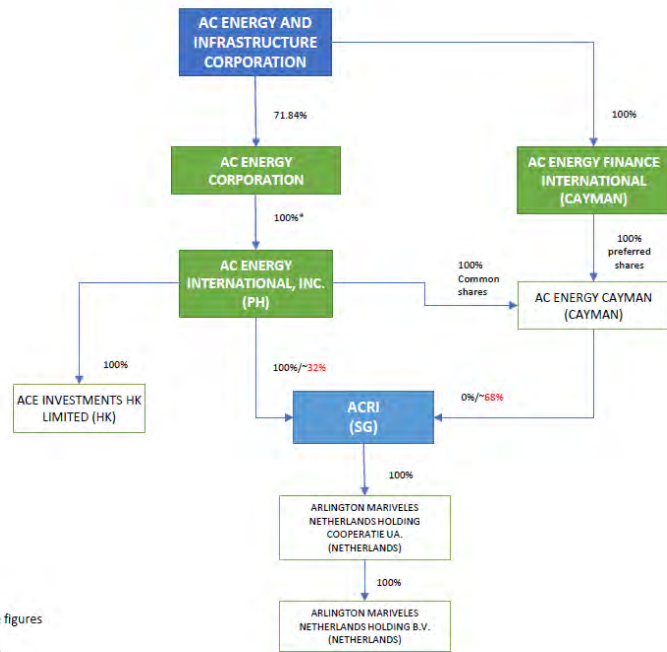 AC ENERGY AND
INFRASTRUCTURE
CORPORATION
71.84%
100%
AC ENERGY
CORPORATION
AC ENERGY FINANCE
INTERNATIONAL
(CAYMAN)
100%*
100%
preferred
shares
AC ENERGY
INTERNATIONAL, INC.
(PH)
100%
Common
shares
AC ENERGY CAYMAN
(CAYMAN)
100%
100%/~32%
0%/~68%
ACE INVESTMENTS HK
LIMITED (HK)
ACRI
(SG)
100%
ARLINGTON MARIVELES
NETHERLANDS HOLDING
COOPERATIE UA.
(NETHERLANDS)
100%
figures
ARLINGTON MARIVELES
NETHERLANDS HOLDING B.V.
(NETHERLANDS)